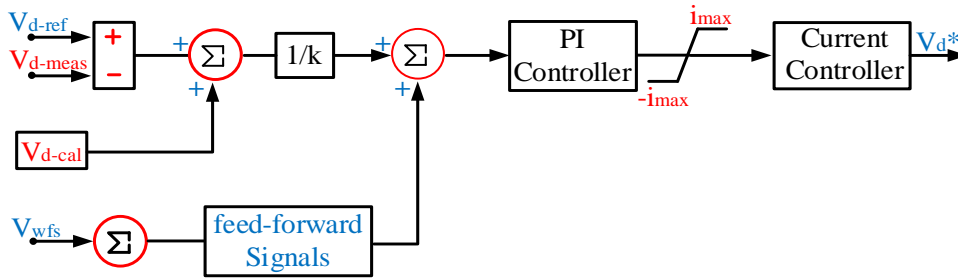 Vd-ref
Vd-meas
+
−
+
+
Σ
1/k
+
+
Σ
PI
Controller
imax
-imax
Current
Controller
Vd*
Vd-cal
Vwfs
Σ
feed-forward
Signals